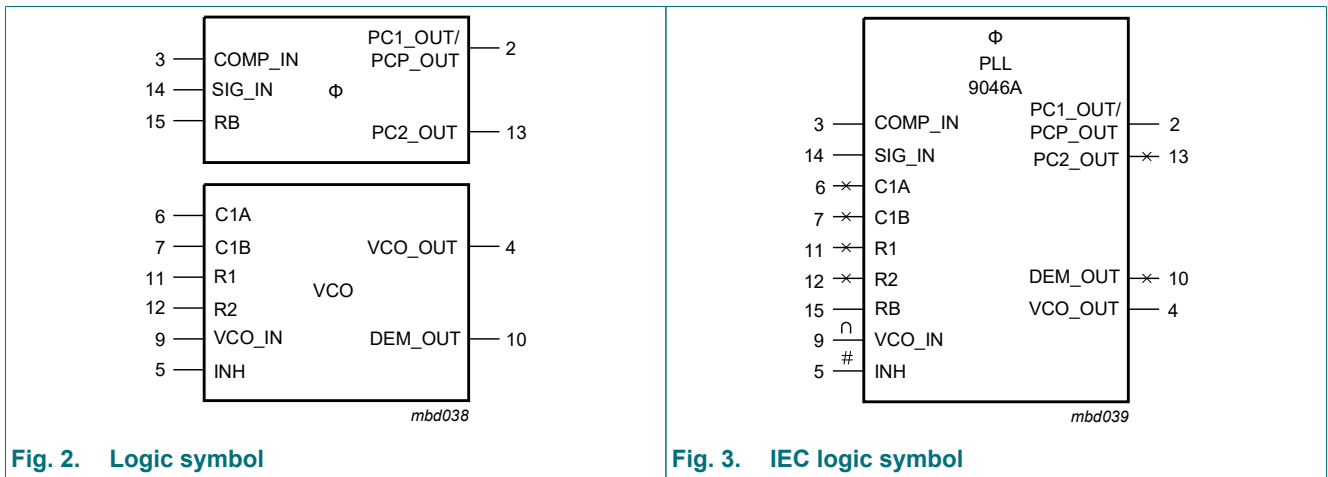 PC1_OUT/
3 COMP_IN PCP_OUT 2
14 SIG_IN Φ
15 RB
PC2_OUT 13
6 C1A
7 C1B VCO_OUT 4
11 R1
VCO
12 R2
9 VCO_IN DEM_OUT 10
5 INH
mbd038
Fig. 2. Logic symbol
Φ
PLL
9046A
PC1_OUT/
3 COMP_IN PCP_OUT 2
14 SIG_IN PC2_OUT 13
6 C1A
7 C1B
11 R1
12 R2 DEM_OUT 10
15 RB VCO_OUT 4
∩
9 VCO_IN
#
5 INH
mbd039
Fig. 3. IEC logic symbol